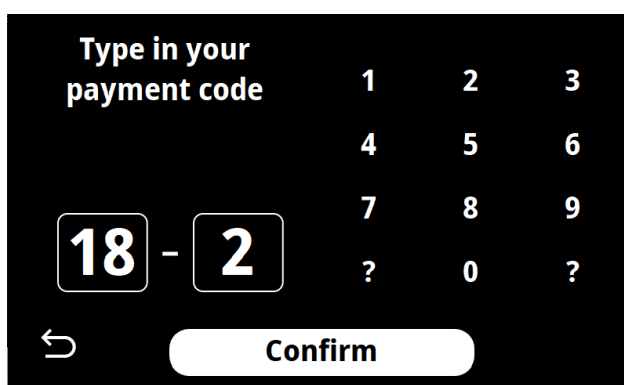 Type in your
payment code
1 2 3
4 5 6
7 8 9
? 0 ?
18 - 2
Confirm